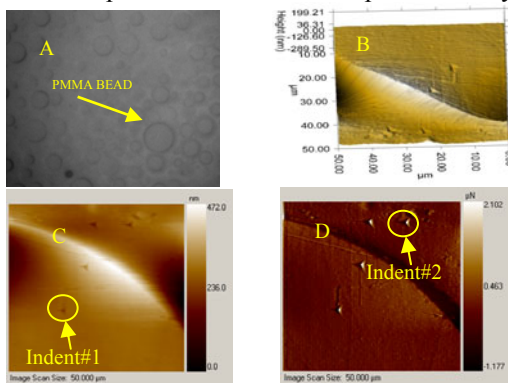 A
PMMA BEAD
B
Height (nm)
199.21
36.31
0.00
-126.60
-289.50
10.00
20.00
30.00
40.00
50.00
µm
50.00
40.00
30.00
20.00
10.00
µm
nm
472.0
236.0
0.0
C
Indent#1
Image Scan Size: 50.000 µm
µN
2.102
0.463
-1.177
D
Indent#2
Image Scan Size: 50.000 µm